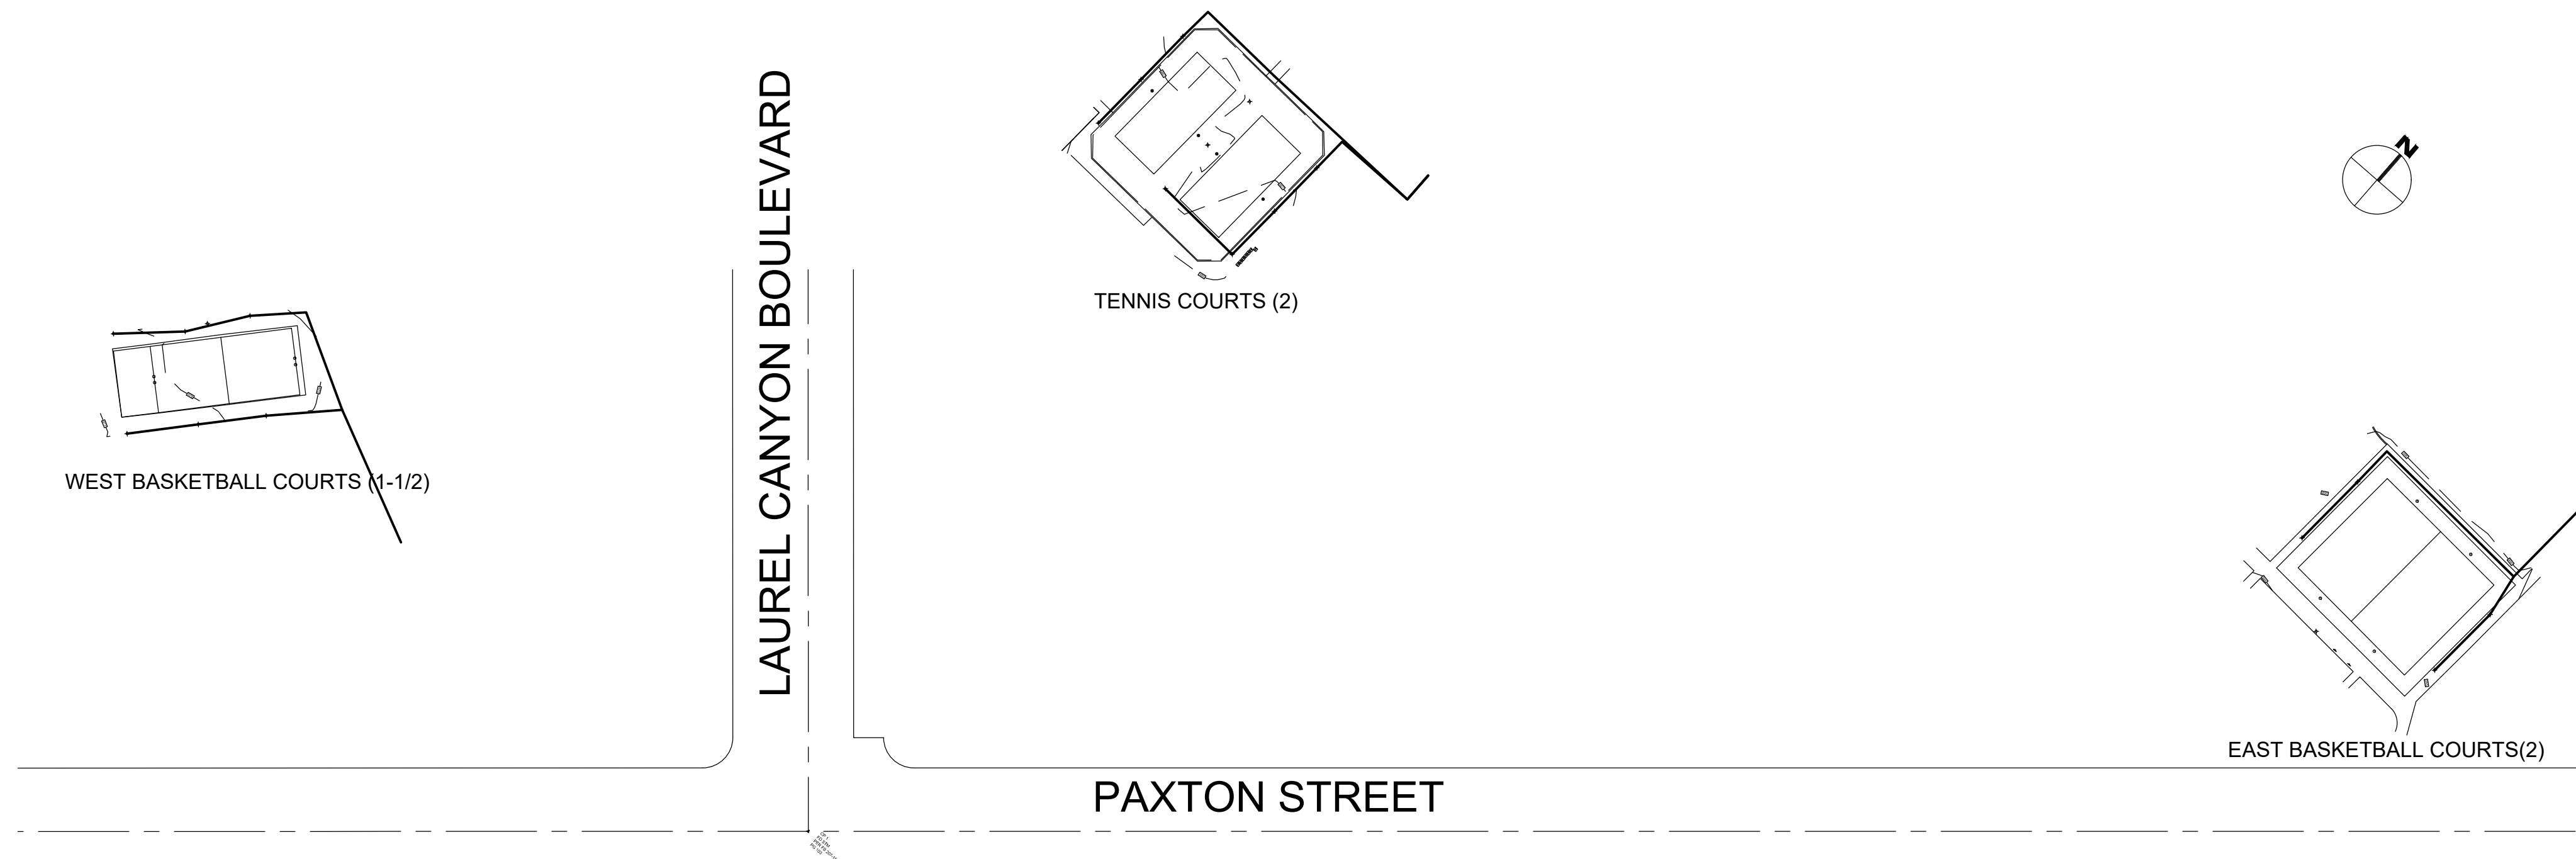 LAUREL CANYON BOULEVARD
N
TENNIS COURTS (2)
WEST BASKETBALL COURTS (1-1/2)
EAST BASKETBALL COURTS(2)
PAXTON STREET